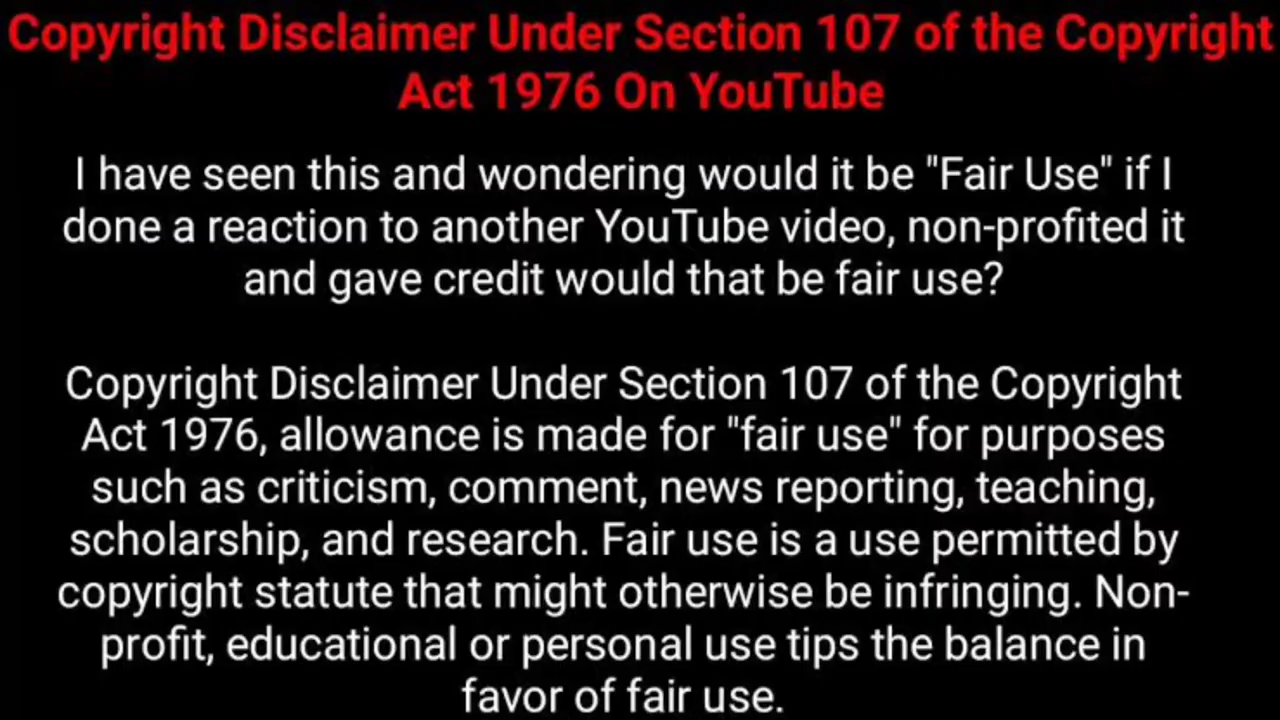 Copyright Disclaimer Under Section 107 of the Copyright
Act 1976 On YouTube
I have seen this and wondering would it be "Fair Use" if I
done a reaction to another YouTube video, non-profited it
and gave credit would that be fair use?
Copyright Disclaimer Under Section 107 of the Copyright
Act 1976, allowance is made for "fair use" for purposes
such as criticism, comment, news reporting, teaching,
scholarship, and research. Fair use is a use permitted by
copyright statute that might otherwise be infringing. Non-
profit, educational or personal use tips the balance in
favor of fair use.